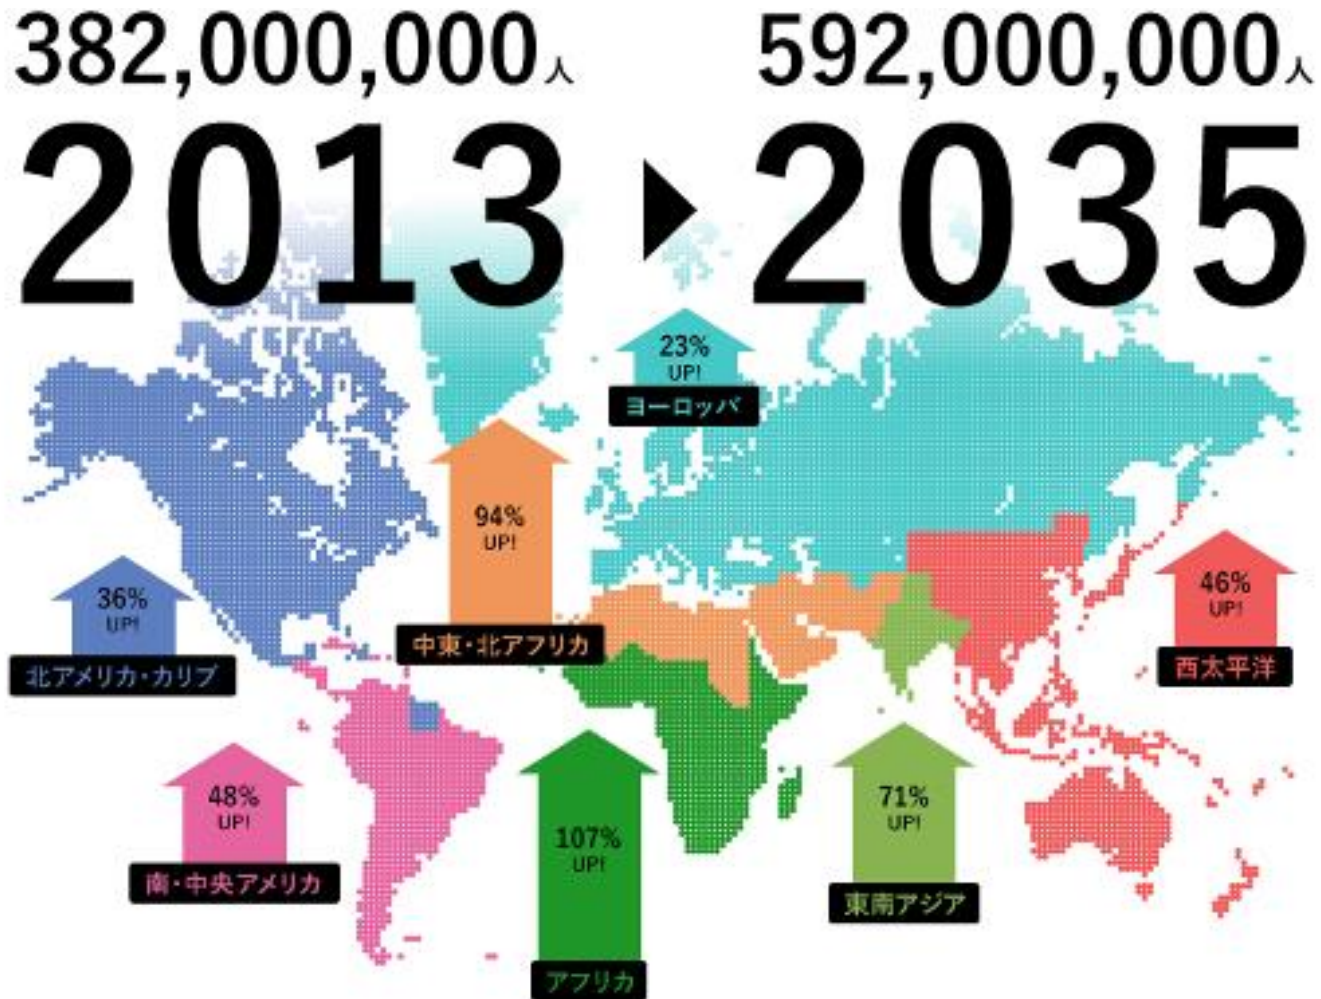 382,000,000人
592,000,000人
2013
2035
23%
UP!
ヨーロッパ
94%
UP!
中東・北アフリカ
36%
UP!
北アメリカ・カリブ
46%
UP!
西太平洋
48%
UP!
南・中央アメリカ
107%
UP!
アフリカ
71%
UP!
東南アジア